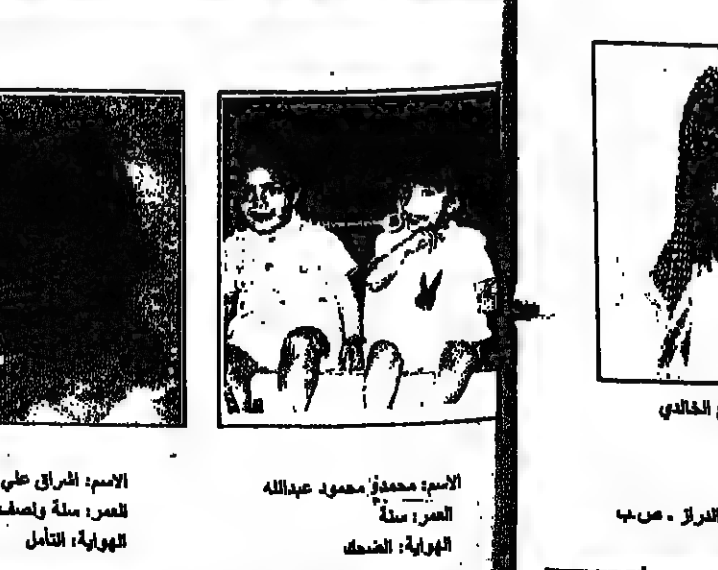 الخالدي
الدراز . ص.ب
الاسم: محمد و محمود عبدالله
العمر: سنة
الهواية: الضحك
الاسم: اشراق علي
العمر: سنة ونصف
الهواية: التأمل